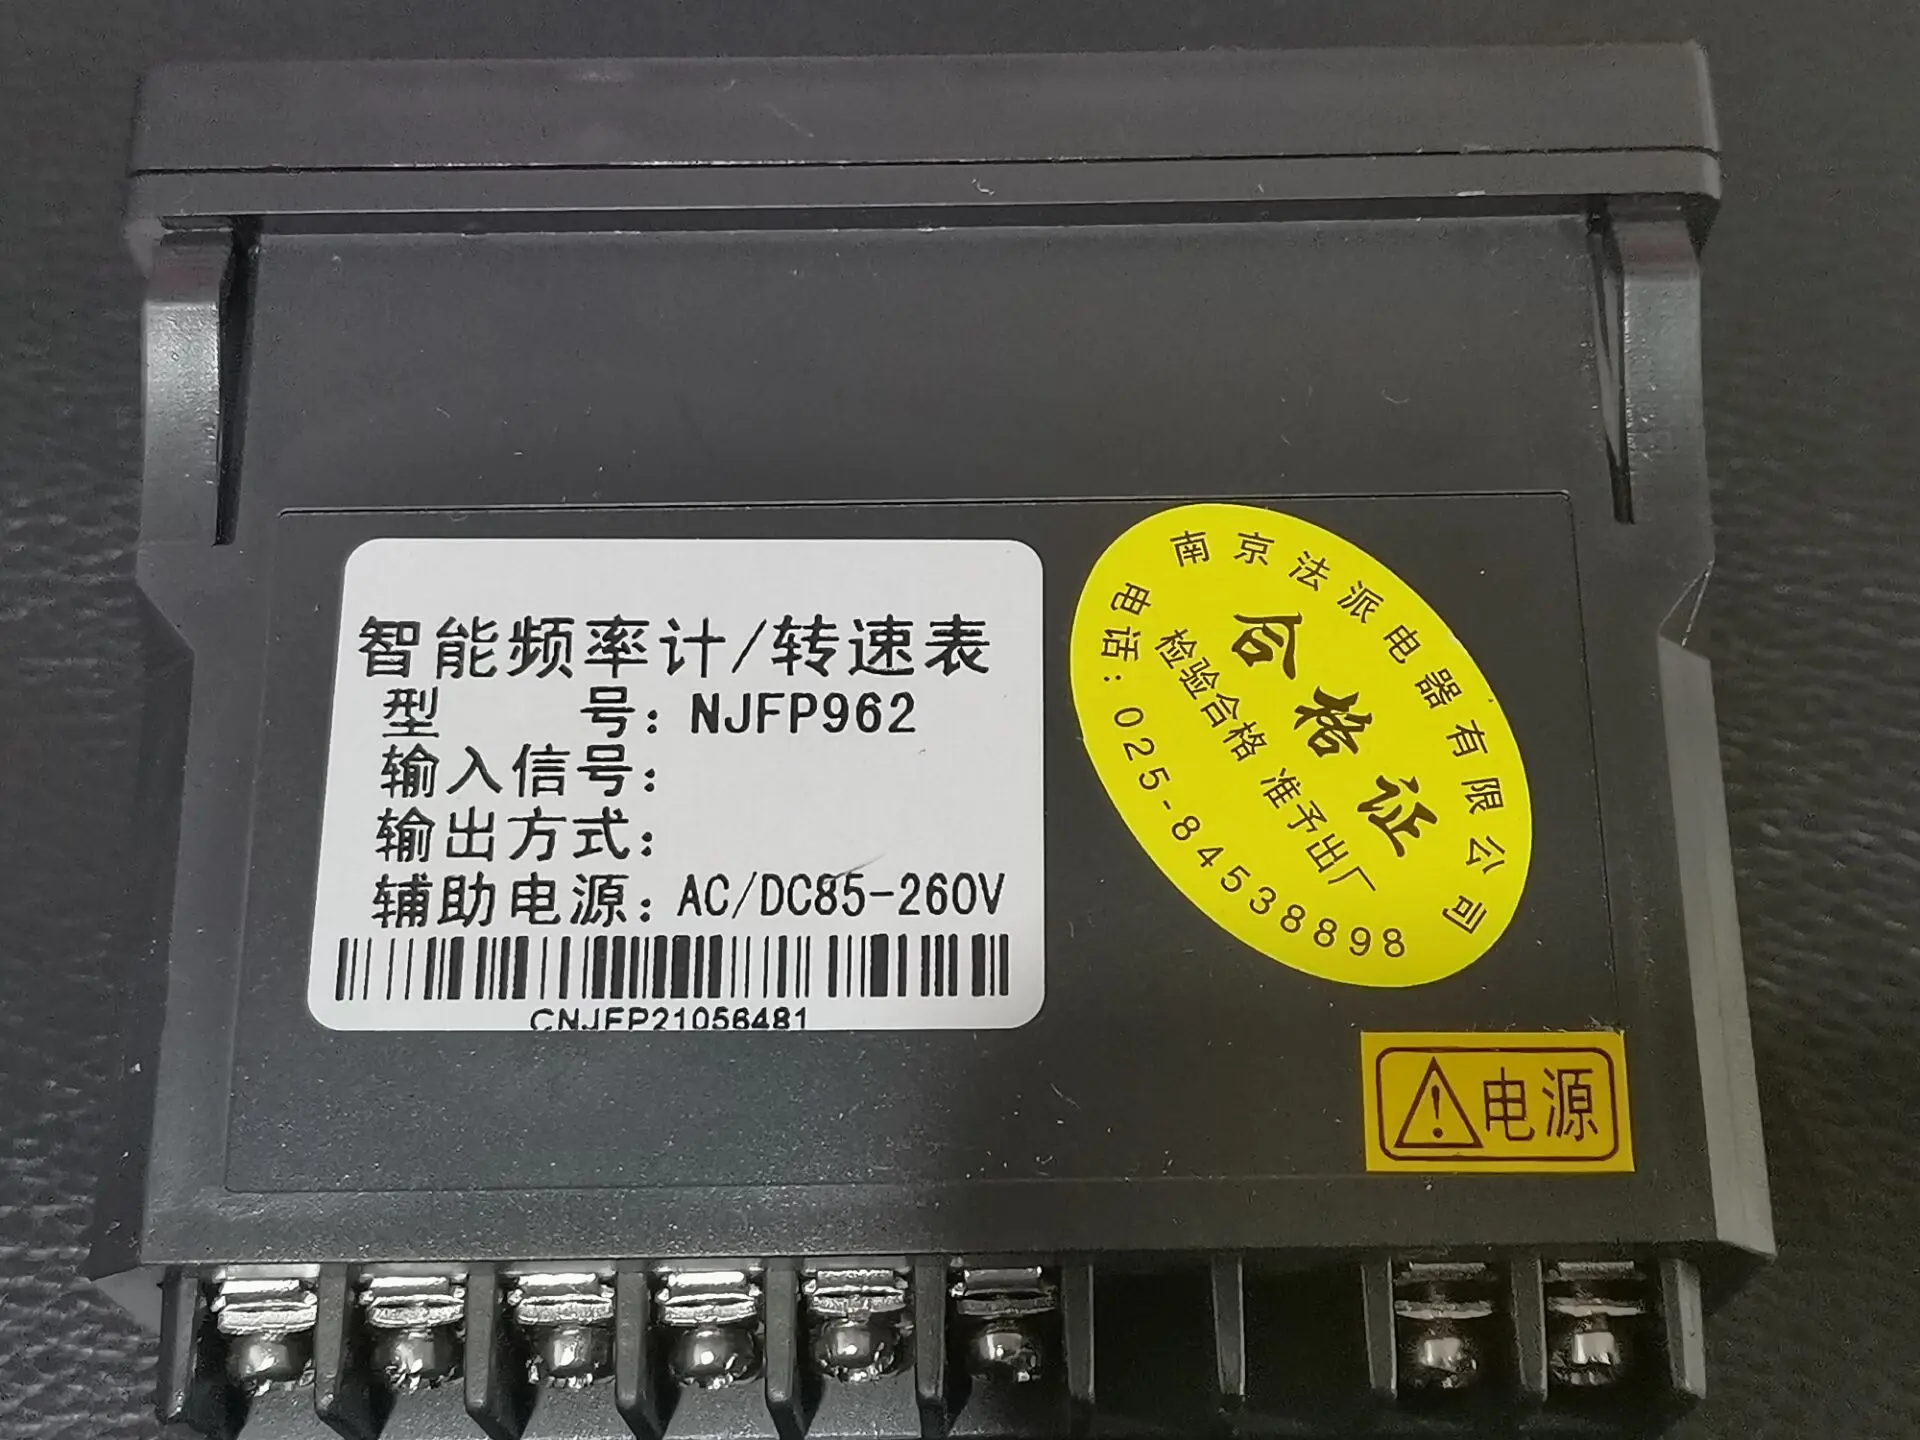 智能频率计/转速表
型 号：NJFP962
输入信号：
输出方式：
辅助电源：AC/DC85-260V
CNJFP21056481
南京法派电器有限公司
合格证
检验合格 准予出厂
电话：025-84538898
电源